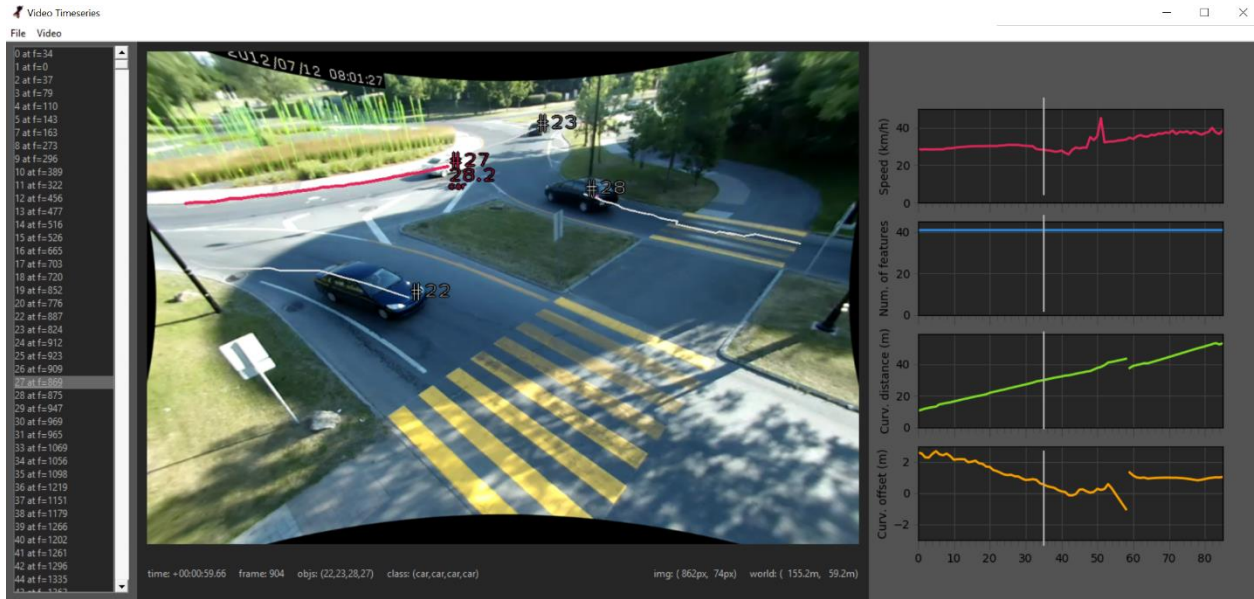 Video Timeseries
File Video
0 at f=34
1 at f=0
2 at f=37
3 at f=79
4 at f=110
5 at f=143
7 at f=163
8 at f=273
9 at f=296
10 at f=389
11 at f=322
12 at f=456
13 at f=477
14 at f=516
15 at f=526
16 at f=665
17 at f=703
18 at f=720
19 at f=852
20 at f=776
22 at f=887
23 at f=824
24 at f=912
25 at f=923
26 at f=909
27 at f=869
28 at f=875
29 at f=947
30 at f=969
31 at f=965
33 at f=1069
34 at f=1056
35 at f=1098
36 at f=1219
37 at f=1151
38 at f=1179
39 at f=1266
40 at f=1202
41 at f=1261
42 at f=1296
44 at f=1335
2012/07/12 08:01:27
#23
#27
28.2
car
#28
#22
time: +00:00:59.66 frame: 904 objs: (22,23,28,27) class: (car,car,car,car) img: ( 862px, 74px) world: ( 155.2m, 59.2m)
Speed (km/h)
40
20
0
Num. of features
40
20
0
Curv. distance (m)
40
20
0
Curv. offset (m)
2
0
−2
0 10 20 30 40 50 60 70 80